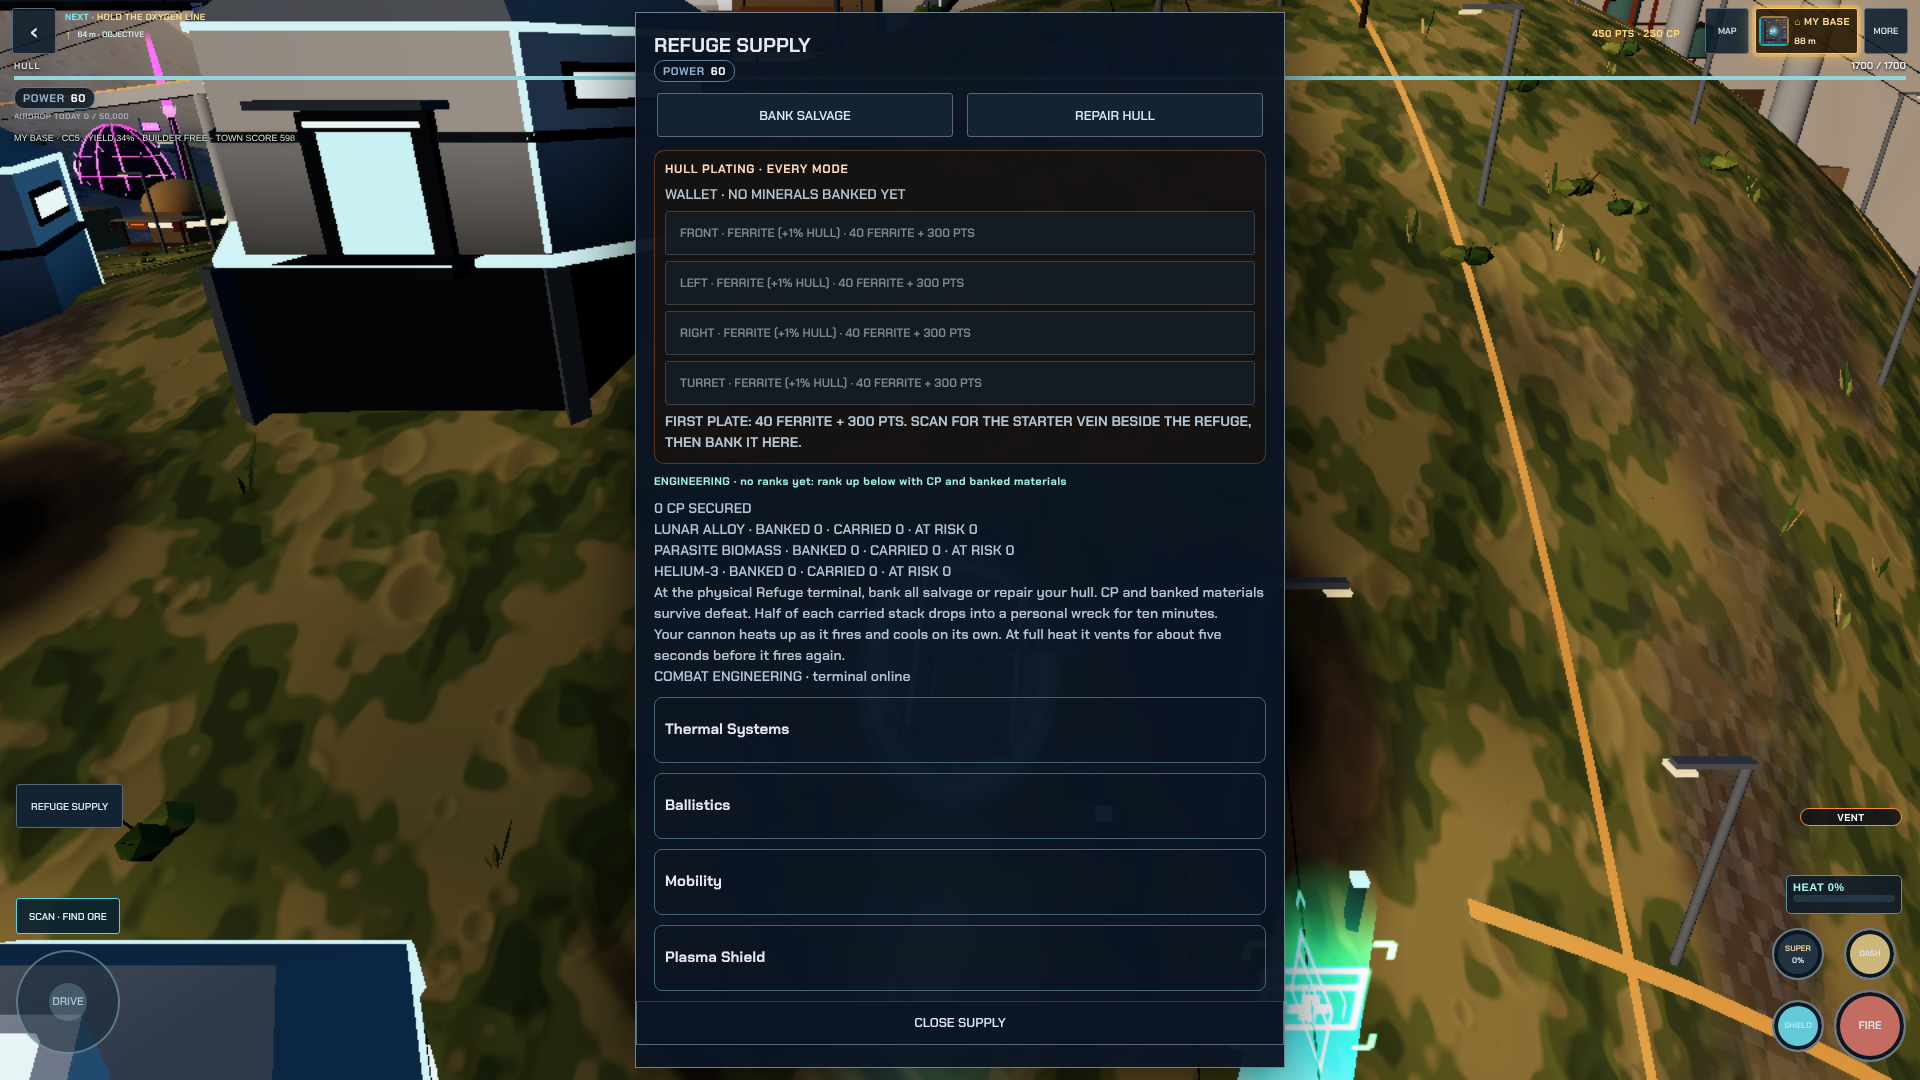 <
NEXT · HOLD THE OXYGEN LINE
↑ 64 m · OBJECTIVE
HULL
POWER 60
AIRDROP TODAY 0 / 50,000
MY BASE · CC5 · YIELD 34% · BUILDER FREE · TOWN SCORE 598
450 PTS · 250 CP
MAP
⌂ MY BASE
88 m
MORE
1700 / 1700
REFUGE SUPPLY
POWER 60
BANK SALVAGE
REPAIR HULL
HULL PLATING · EVERY MODE
WALLET · NO MINERALS BANKED YET
FRONT · FERRITE (+1% HULL) · 40 FERRITE + 300 PTS
LEFT · FERRITE (+1% HULL) · 40 FERRITE + 300 PTS
RIGHT · FERRITE (+1% HULL) · 40 FERRITE + 300 PTS
TURRET · FERRITE (+1% HULL) · 40 FERRITE + 300 PTS
FIRST PLATE: 40 FERRITE + 300 PTS. SCAN FOR THE STARTER VEIN BESIDE THE REFUGE,
THEN BANK IT HERE.
ENGINEERING · no ranks yet: rank up below with CP and banked materials
0 CP SECURED
LUNAR ALLOY · BANKED 0 · CARRIED 0 · AT RISK 0
PARASITE BIOMASS · BANKED 0 · CARRIED 0 · AT RISK 0
HELIUM-3 · BANKED 0 · CARRIED 0 · AT RISK 0
At the physical Refuge terminal, bank all salvage or repair your hull. CP and banked materials
survive defeat. Half of each carried stack drops into a personal wreck for ten minutes.
Your cannon heats up as it fires and cools on its own. At full heat it vents for about five
seconds before it fires again.
COMBAT ENGINEERING · terminal online
Thermal Systems
Ballistics
Mobility
Plasma Shield
CLOSE SUPPLY
REFUGE SUPPLY
SCAN · FIND ORE
DRIVE
VENT
HEAT 0%
SUPER
0%
DASH
SHIELD
FIRE